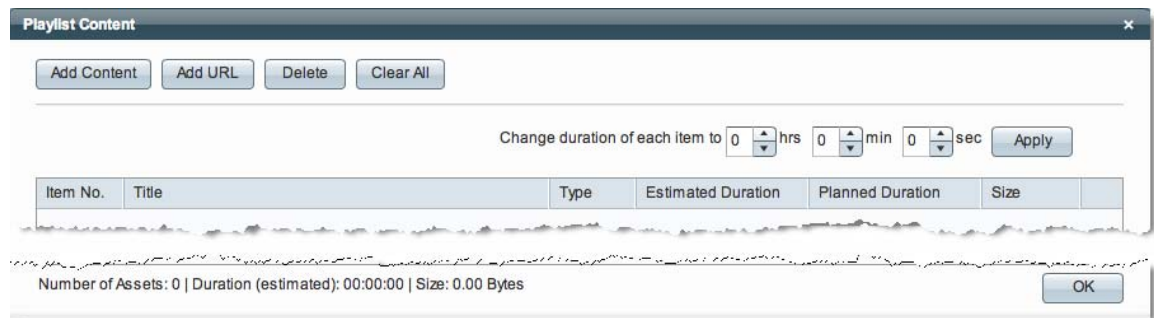 Playlist Content ×
Add Content Add URL Delete Clear All
Change duration of each item to 0 hrs 0 min 0 sec Apply
Item No. Title Type Estimated Duration Planned Duration Size
Number of Assets: 0 | Duration (estimated): 00:00:00 | Size: 0.00 Bytes OK